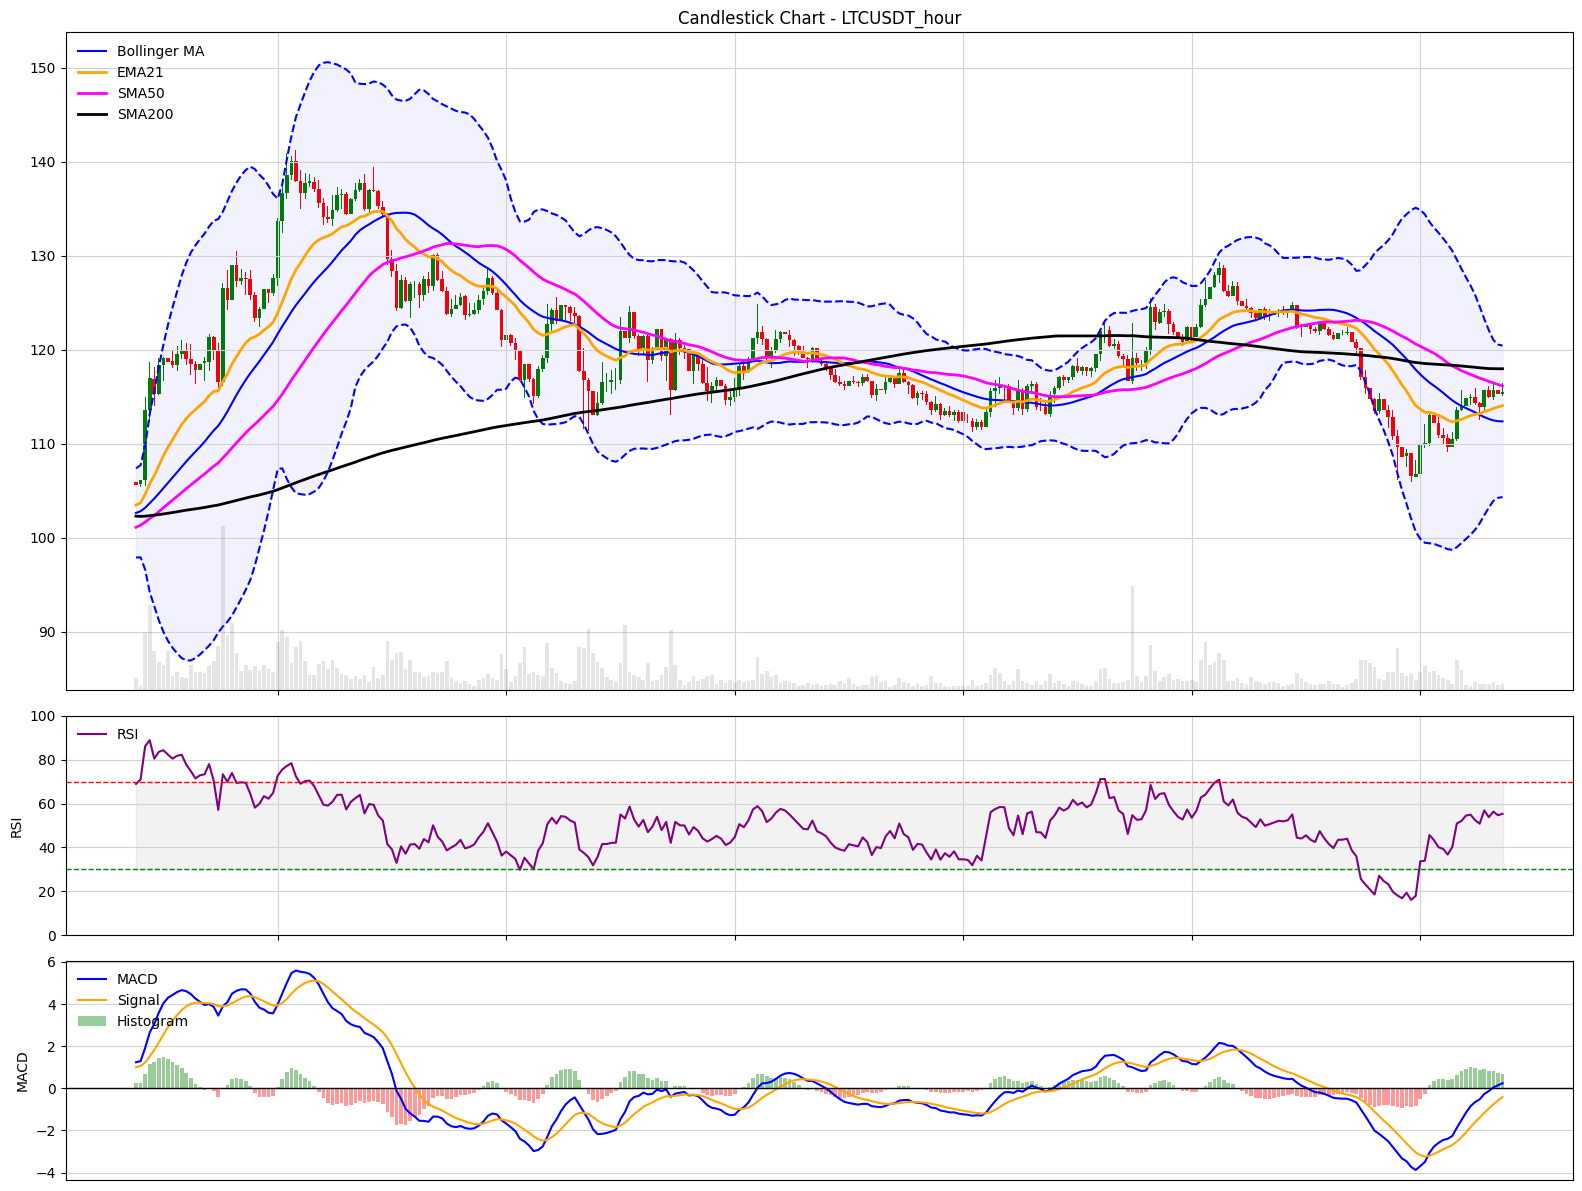 Candlestick Chart - LTCUSDT_hour
Bollinger MA
EMA21
SMA50
SMA200
150
140
130
120
110
100
90
RSI
100
80
60
40
20
0
RSI
MACD
Signal
Histogram
6
4
2
0
−2
−4
MACD